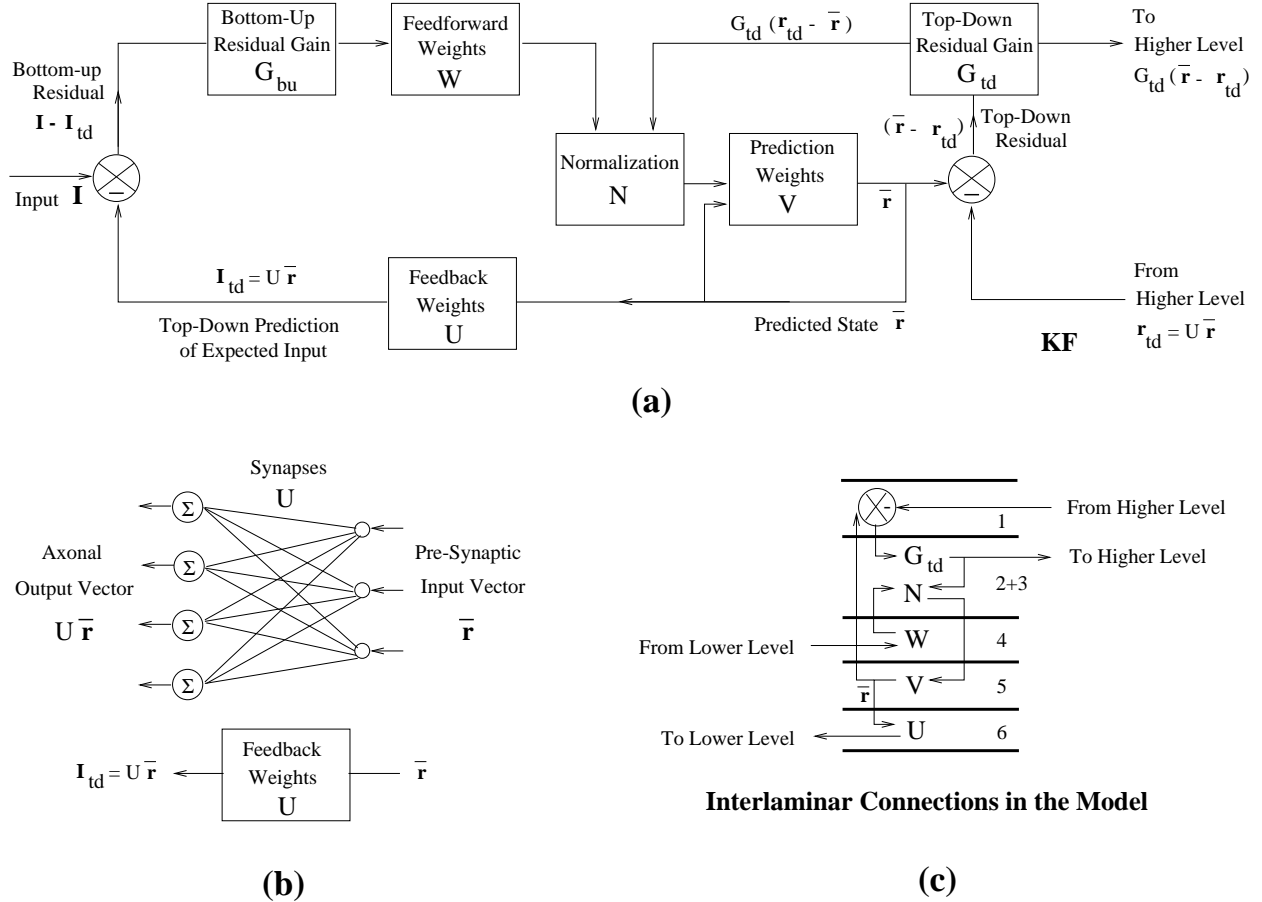 Bottom-Up
Residual Gain
G_bu
Feedforward
Weights
W
G_td (r_td - r̅)
Top-Down
Residual Gain
G_td
To
Higher Level
G_td (r̅ - r_td)
Bottom-up
Residual
I - I_td
(r̅ - r_td)
Top-Down
Residual
Input I
−
Normalization
N
Prediction
Weights
V
r̅
−
I_td = U r̅
Feedback
Weights
U
Top-Down Prediction
of Expected Input
Predicted State r̅
From
Higher Level
r_td = U r̅
KF
(a)
Synapses
U
Σ
Σ
Σ
Σ
Axonal
Output Vector
U r̅
Pre-Synaptic
Input Vector
r̅
I_td = U r̅
Feedback
Weights
U
r̅
(b)
-
From Higher Level
1
G_td
To Higher Level
N
2+3
From Lower Level
W
4
r̅
V
5
To Lower Level
U
6
Interlaminar Connections in the Model
(c)